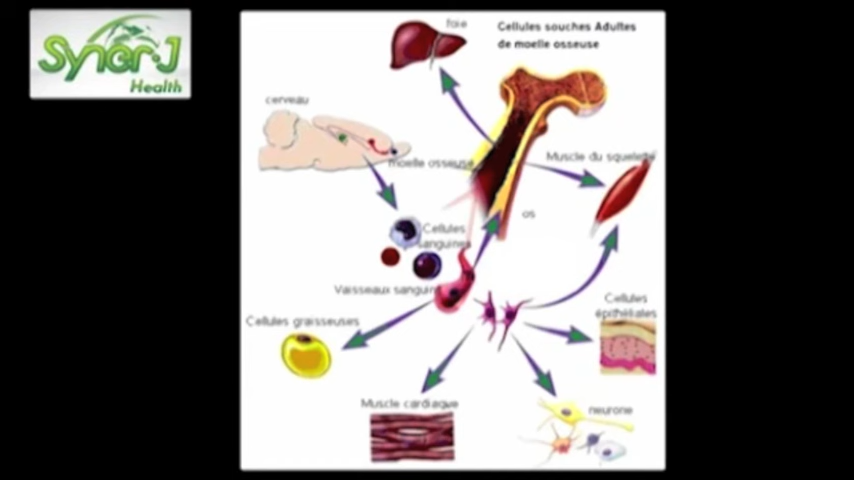 Syner.J
Health
foie
Cellules souches Adultes
de moelle osseuse
cerveau
moelle osseuse
Muscle du squelette
os
Cellules
sanguines
Vaisseaux sanguins
Cellules
épithéliales
Cellules graisseuses
Muscle cardiaque
neurone